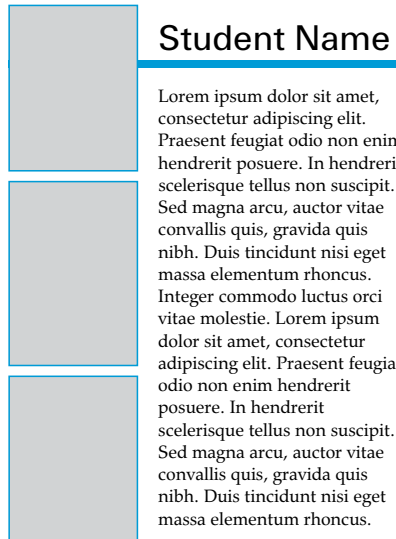 Student Name
Lorem ipsum dolor sit amet,
consectetur adipiscing elit.
Praesent feugiat odio non enim
hendrerit posuere. In hendreri
scelerisque tellus non suscipit.
Sed magna arcu, auctor vitae
convallis quis, gravida quis
nibh. Duis tincidunt nisi eget
massa elementum rhoncus.
Integer commodo luctus orci
vitae molestie. Lorem ipsum
dolor sit amet, consectetur
adipiscing elit. Praesent feugia
odio non enim hendrerit
posuere. In hendrerit
scelerisque tellus non suscipit.
Sed magna arcu, auctor vitae
convallis quis, gravida quis
nibh. Duis tincidunt nisi eget
massa elementum rhoncus.